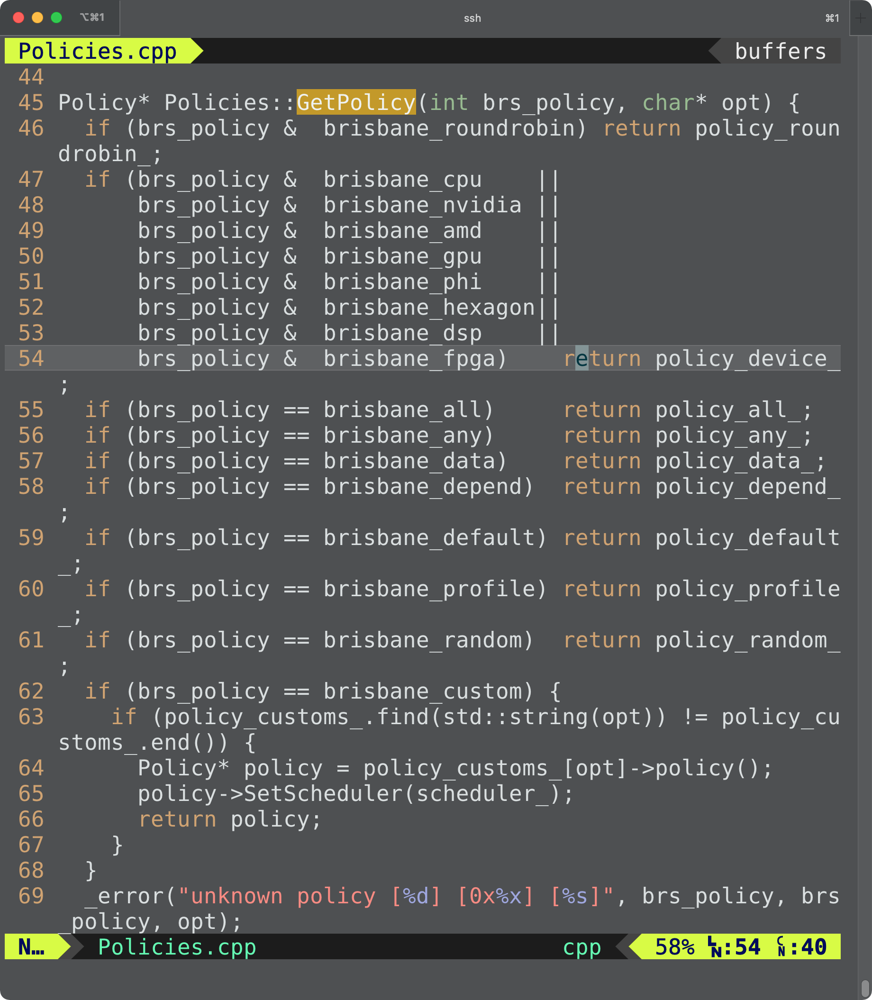 ⌥⌘1 ssh ⌘1 +
Policies.cpp buffers
44
45 Policy* Policies::GetPolicy(int brs_policy, char* opt) {
46   if (brs_policy &  brisbane_roundrobin) return policy_roun
drobin_;
47   if (brs_policy &  brisbane_cpu    ||
48       brs_policy &  brisbane_nvidia ||
49       brs_policy &  brisbane_amd    ||
50       brs_policy &  brisbane_gpu    ||
51       brs_policy &  brisbane_phi    ||
52       brs_policy &  brisbane_hexagon||
53       brs_policy &  brisbane_dsp    ||
54       brs_policy &  brisbane_fpga)    return policy_device_
;
55   if (brs_policy == brisbane_all)     return policy_all_;
56   if (brs_policy == brisbane_any)     return policy_any_;
57   if (brs_policy == brisbane_data)    return policy_data_;
58   if (brs_policy == brisbane_depend)  return policy_depend_
;
59   if (brs_policy == brisbane_default) return policy_default
_;
60   if (brs_policy == brisbane_profile) return policy_profile
_;
61   if (brs_policy == brisbane_random)  return policy_random_
;
62   if (brs_policy == brisbane_custom) {
63     if (policy_customs_.find(std::string(opt)) != policy_cu
stoms_.end()) {
64       Policy* policy = policy_customs_[opt]->policy();
65       policy->SetScheduler(scheduler_);
66       return policy;
67     }
68   }
69   _error("unknown policy [%d] [0x%x] [%s]", brs_policy, brs
_policy, opt);
N… Policies.cpp cpp 58% LN:54 CN:40